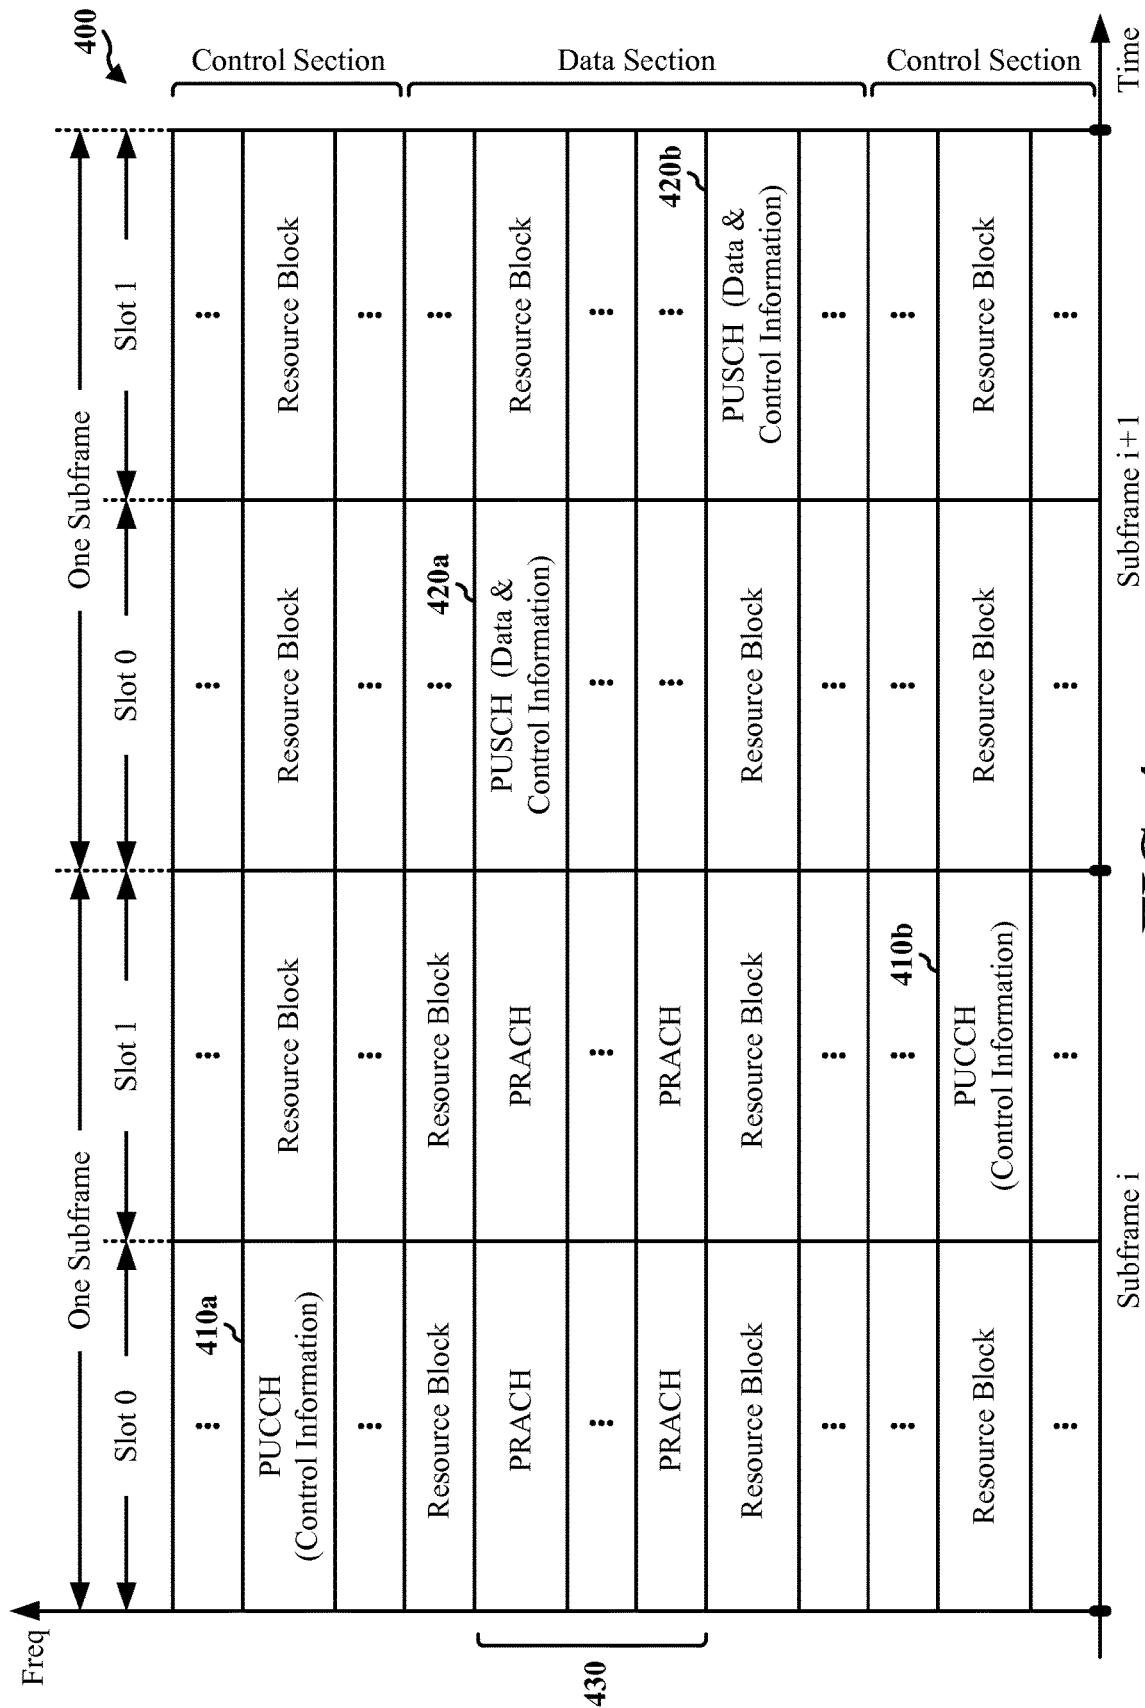 400
One Subframe
One Subframe
Slot 0
Slot 1
Slot 0
Slot 1
Freq
410a
...
...
...
...
Control Section
PUCCH
(Control Information)
Resource Block
Resource Block
Resource Block
...
...
...
...
420a
Resource Block
Resource Block
...
...
Data Section
PRACH
PRACH
PUSCH (Data &
Control Information)
Resource Block
430
...
...
...
...
420b
PRACH
PRACH
...
...
Resource Block
Resource Block
Resource Block
PUSCH (Data &
Control Information)
...
...
...
...
410b
...
...
...
...
Control Section
Resource Block
PUCCH
(Control Information)
Resource Block
Resource Block
...
...
...
...
Time
Subframe i
Subframe i+1